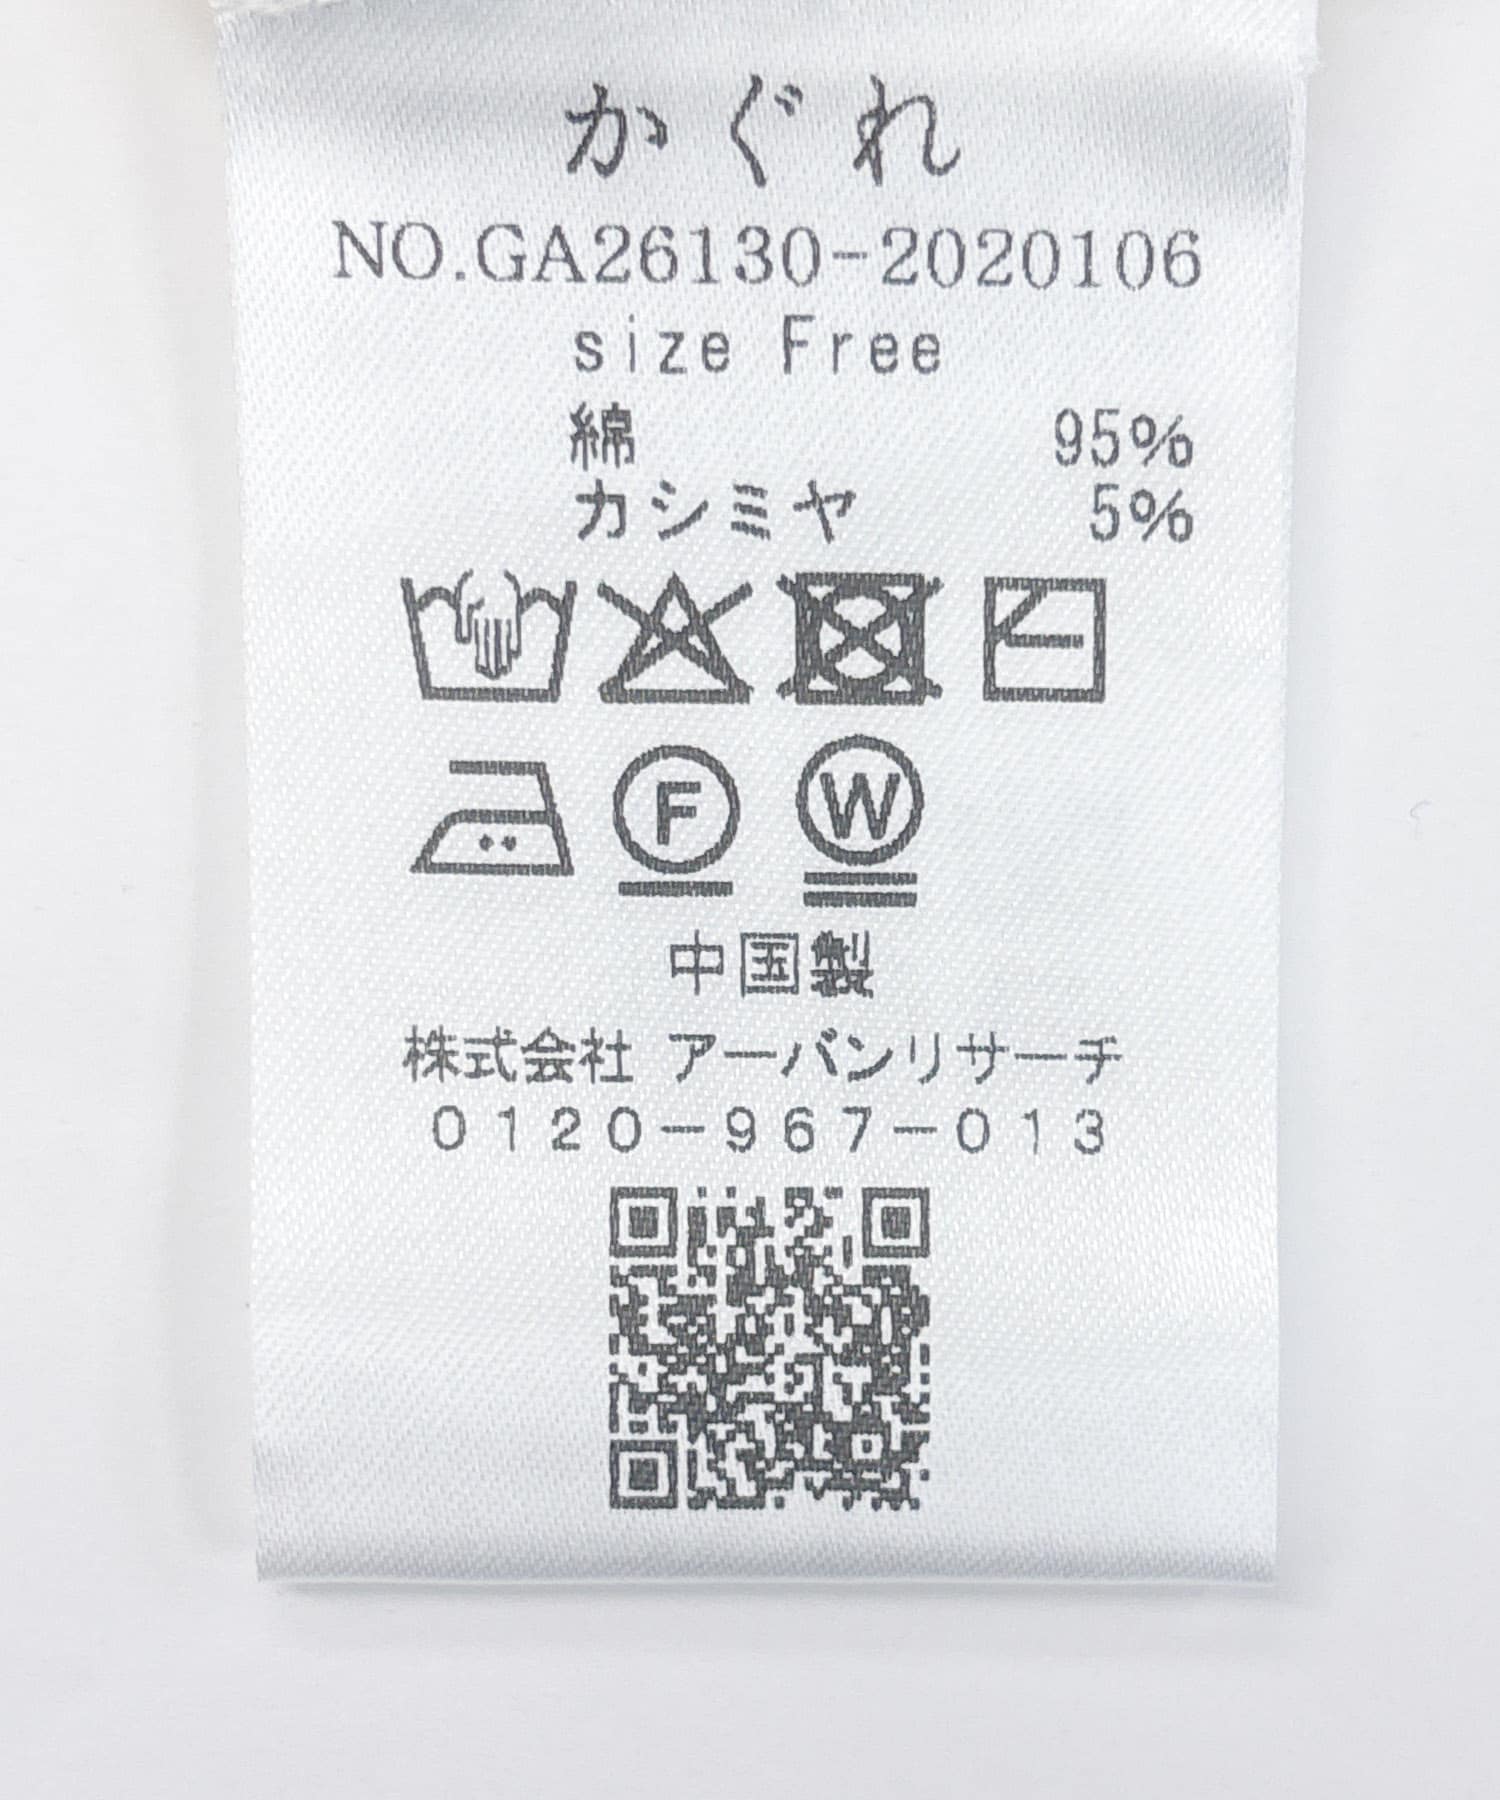 かぐれ
NO.GA26130-2020106
size Free
綿 95%
カシミヤ 5%
F W
中国製
株式会社 アーバンリサーチ
0120-967-013